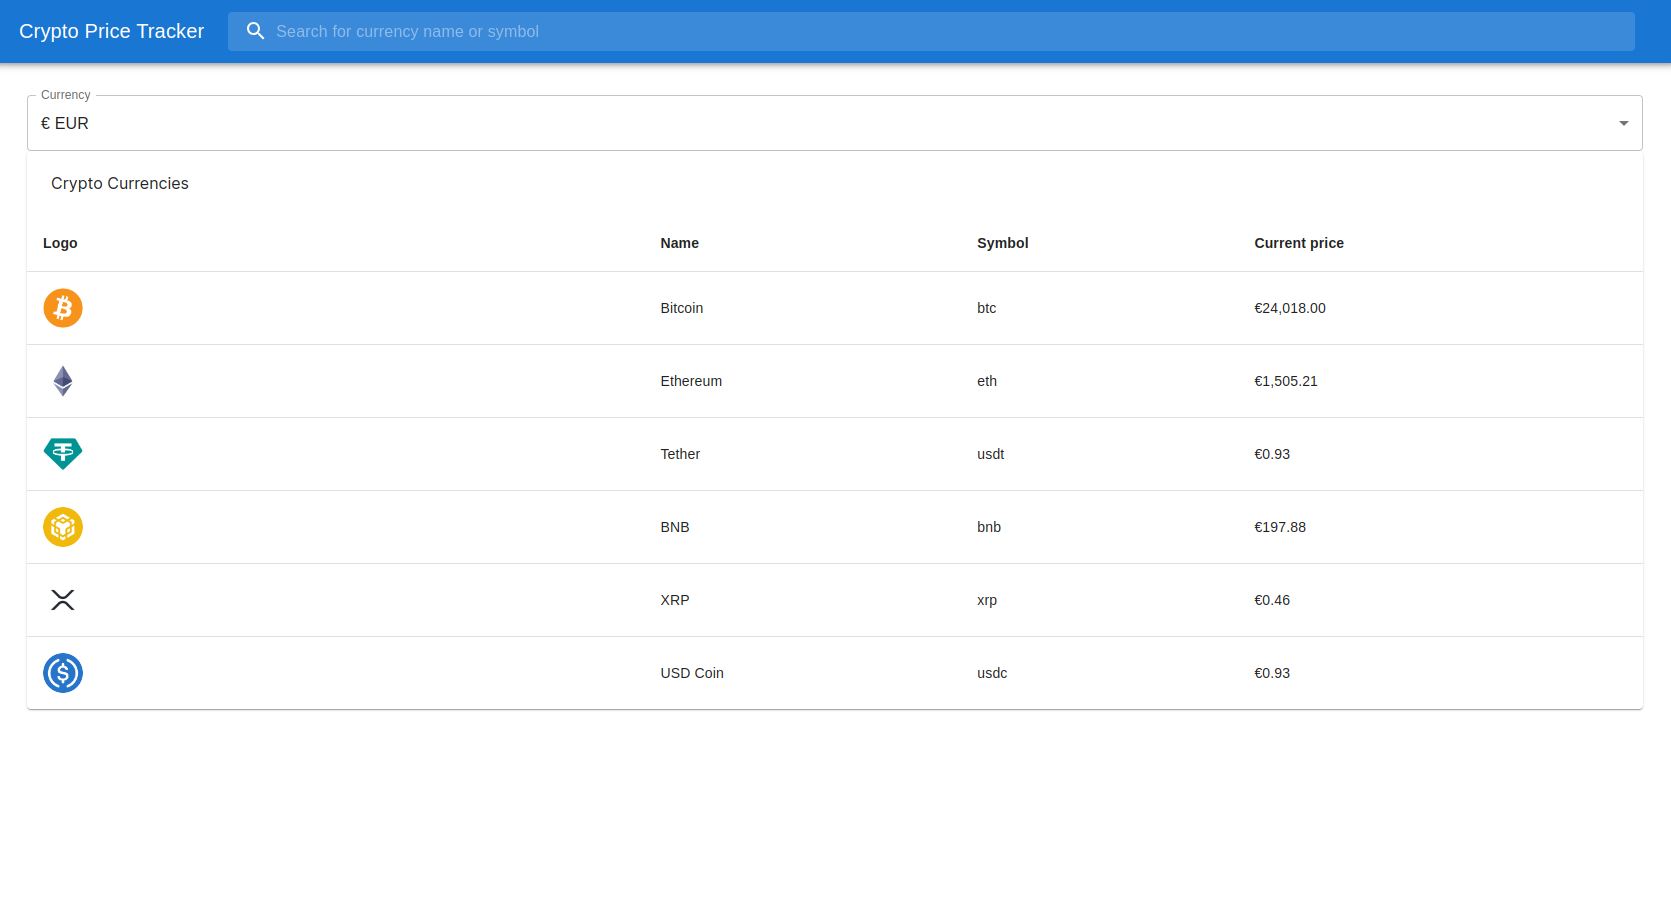 Crypto Price Tracker Search for currency name or symbol
Currency
€ EUR
Crypto Currencies
Logo Name Symbol Current price
Bitcoin btc €24,018.00
Ethereum eth €1,505.21
Tether usdt €0.93
BNB bnb €197.88
XRP xrp €0.46
USD Coin usdc €0.93